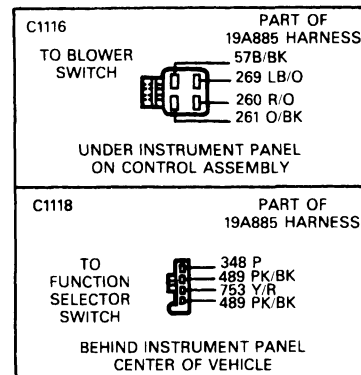 C1116
PART OF
19A885 HARNESS
TO BLOWER
SWITCH
57B/BK
269 LB/O
260 R/O
261 O/BK
UNDER INSTRUMENT PANEL
ON CONTROL ASSEMBLY
C1118
PART OF
19A885 HARNESS
TO
FUNCTION
SELECTOR
SWITCH
348 P
489 PK/BK
753 Y/R
489 PK/BK
BEHIND INSTRUMENT PANEL
CENTER OF VEHICLE